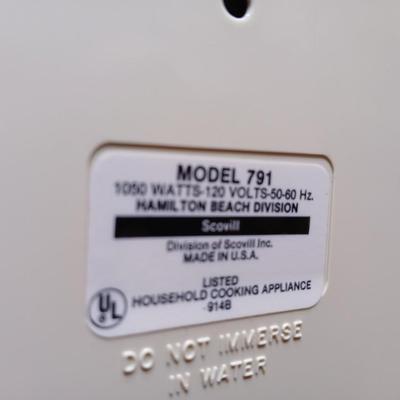 MODEL 791
1050 WATTS-120 VOLTS-50-60 Hz.
HAMILTON BEACH DIVISION
Scovill
Division of Scovill Inc.
MADE IN U.S.A.
LISTED
UL HOUSEHOLD COOKING APPLIANCE
914B
DO NOT IMMERSE
IN WATER